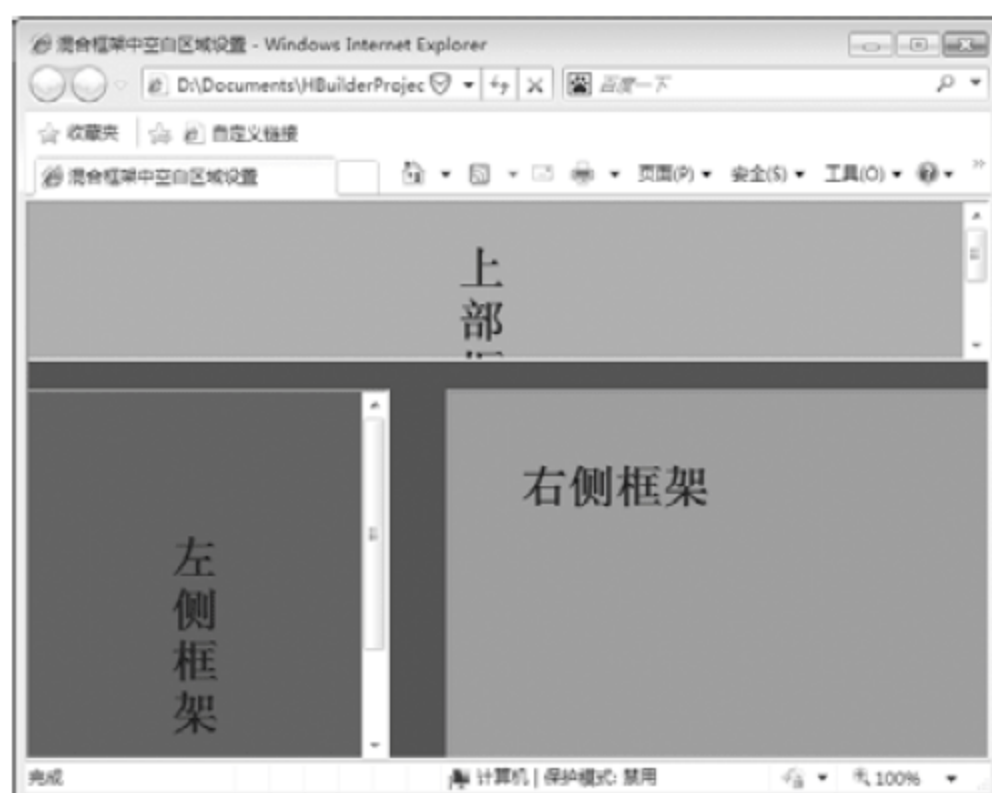 混合框架中空白区域设置 - Windows Internet Explorer
D:\Documents\HBuilderProjec
百度一下
收藏夹
自定义链接
混合框架中空白区域设置
页面(P)
安全(S)
工具(O)
上
部
右侧框架
左
侧
框
架
完成
计算机 | 保护模式: 禁用
100%